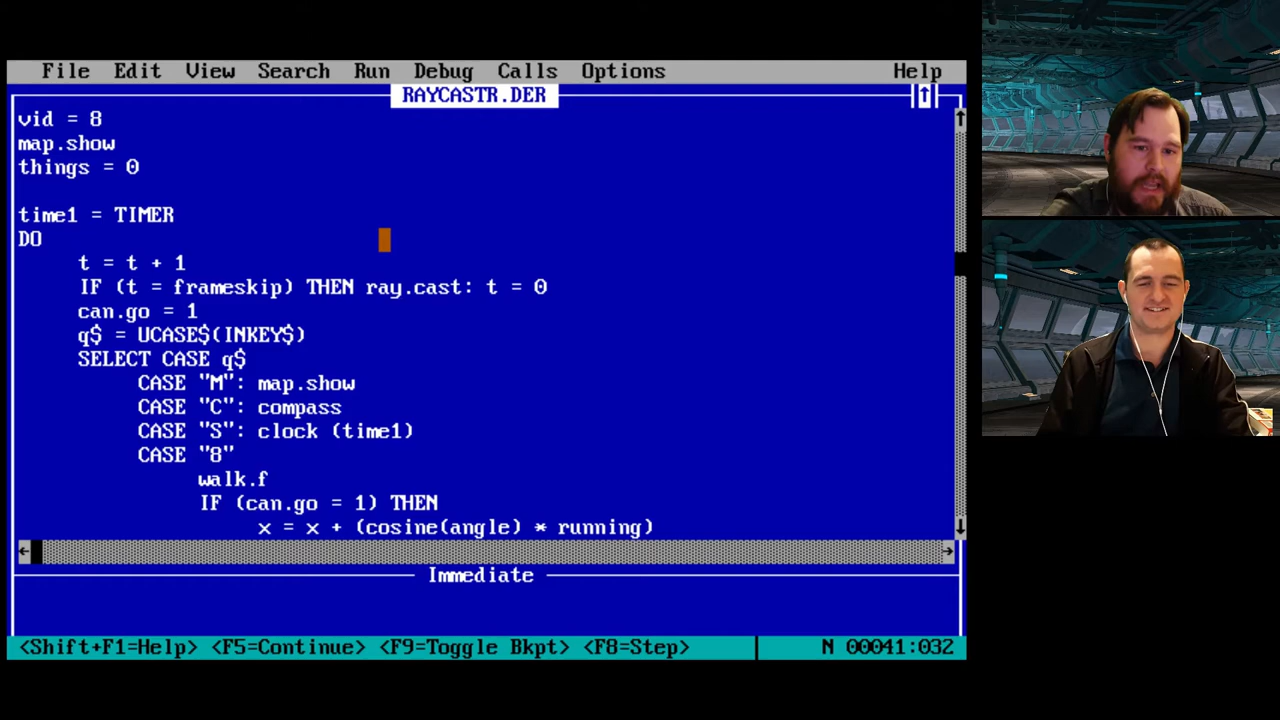 File Edit View Search Run Debug Calls Options Help
RAYCASTR.DER
vid = 8
map.show
things = 0
time1 = TIMER
DO
t = t + 1
IF (t = frameskip) THEN ray.cast: t = 0
can.go = 1
q$ = UCASE$(INKEY$)
SELECT CASE q$
CASE "M": map.show
CASE "C": compass
CASE "S": clock (time1)
CASE "8"
walk.f
IF (can.go = 1) THEN
x = x + (cosine(angle) * running)
Immediate
<Shift+F1=Help> <F5=Continue> <F9=Toggle Bkpt> <F8=Step> N 00041:032